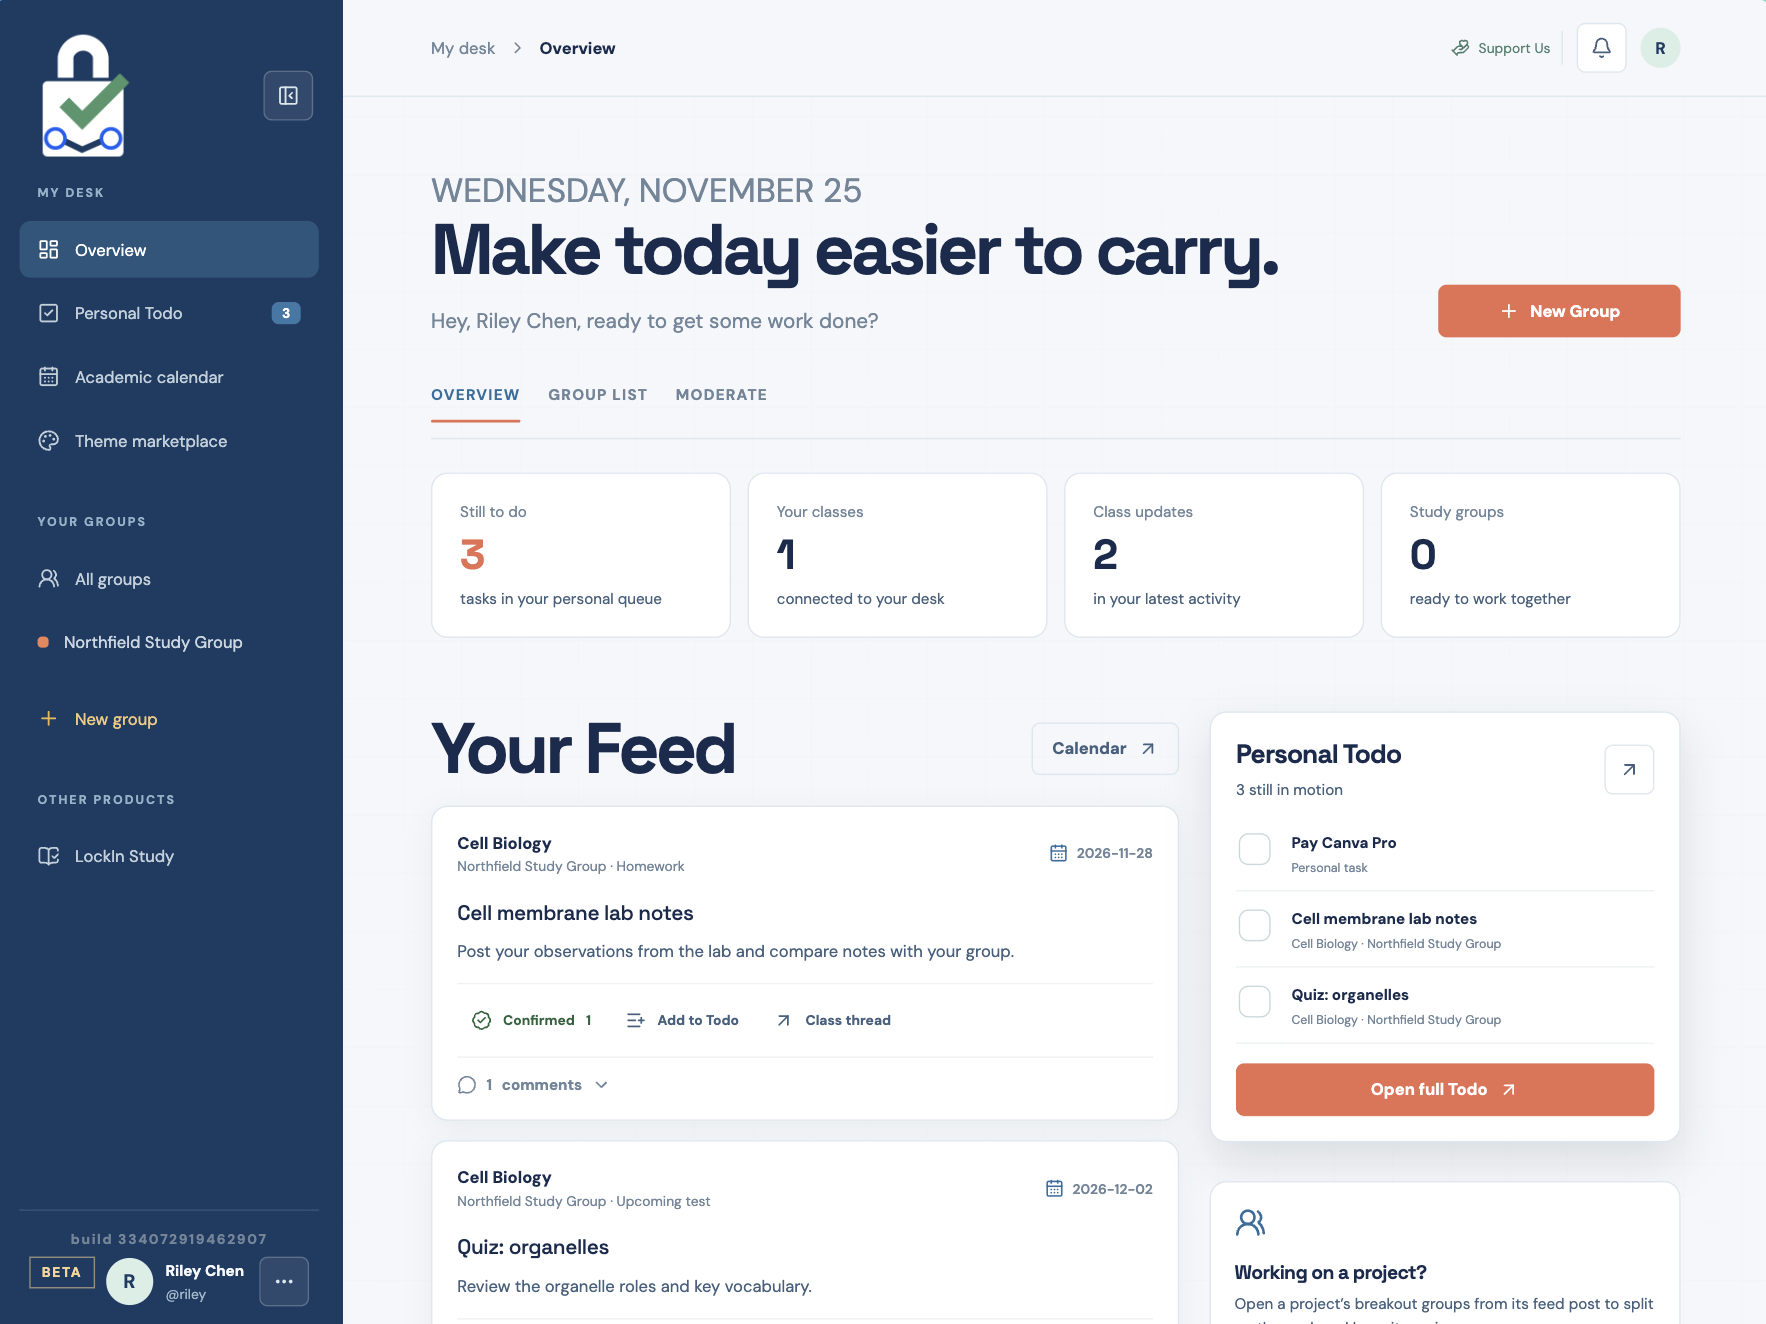 MY DESK
Overview
Personal Todo 3
Academic calendar
Theme marketplace
YOUR GROUPS
All groups
Northfield Study Group
New group
OTHER PRODUCTS
LockIn Study
build 334072919462907
BETA
R
Riley Chen
@riley
My desk > Overview
Support Us
R
WEDNESDAY, NOVEMBER 25
Make today easier to carry.
Hey, Riley Chen, ready to get some work done?
New Group
OVERVIEW GROUP LIST MODERATE
Still to do
3
tasks in your personal queue
Your classes
1
connected to your desk
Class updates
2
in your latest activity
Study groups
0
ready to work together
Your Feed
Calendar
Cell Biology
Northfield Study Group · Homework
2026-11-28
Cell membrane lab notes
Post your observations from the lab and compare notes with your group.
Confirmed 1 Add to Todo Class thread
1 comments
Cell Biology
Northfield Study Group · Upcoming test
2026-12-02
Quiz: organelles
Review the organelle roles and key vocabulary.
Personal Todo
3 still in motion
Pay Canva Pro
Personal task
Cell membrane lab notes
Cell Biology · Northfield Study Group
Quiz: organelles
Cell Biology · Northfield Study Group
Open full Todo
Working on a project?
Open a project's breakout groups from its feed post to split